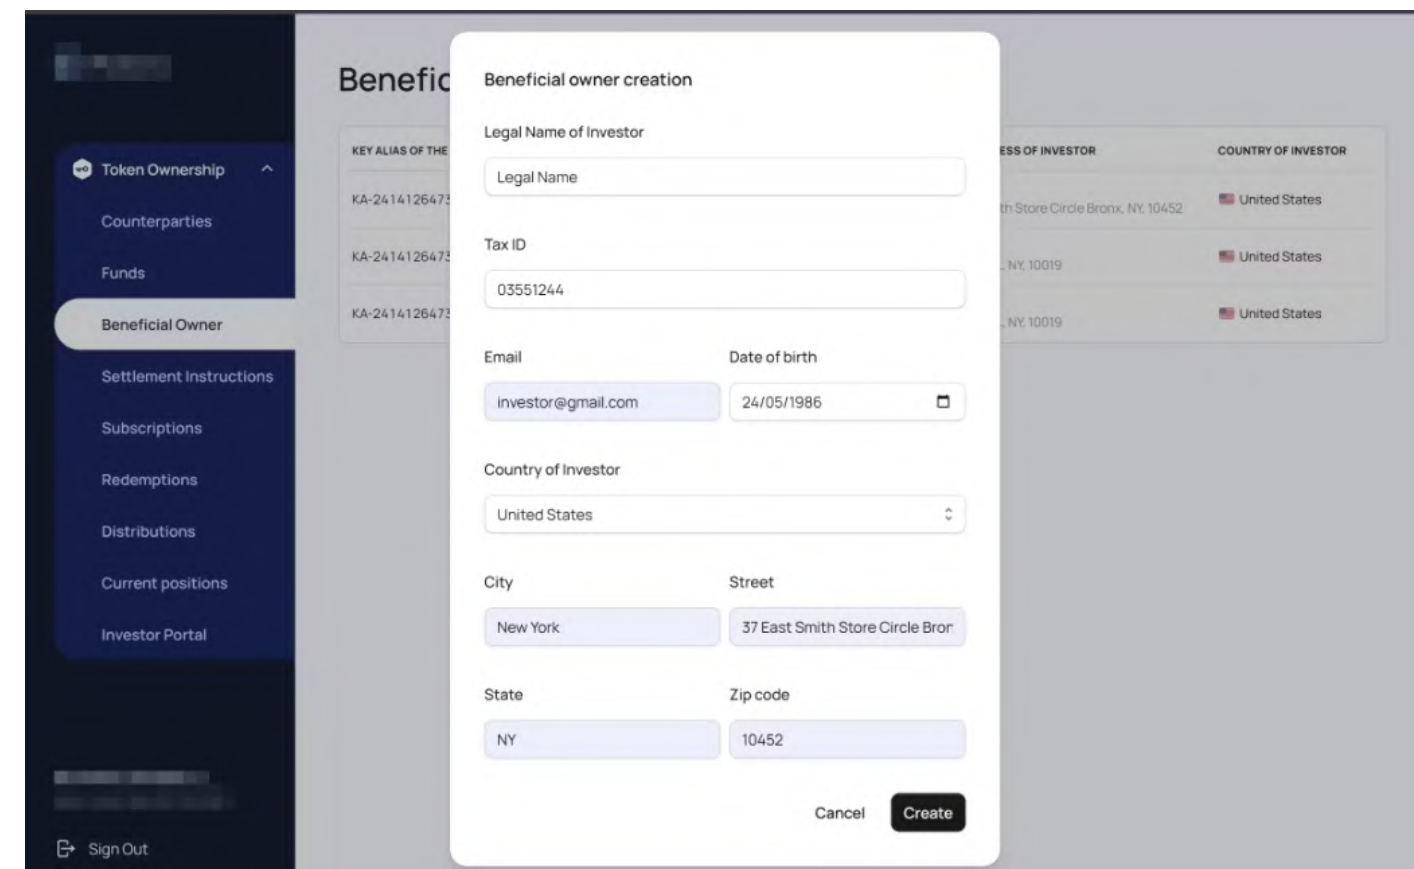 Token Ownership
Counterparties
Funds
Beneficial Owner
Settlement Instructions
Subscriptions
Redemptions
Distributions
Current positions
Investor Portal
Sign Out
Benefic
KEY ALIAS OF THE
ESS OF INVESTOR
COUNTRY OF INVESTOR
KA-2414126473
th Store Circle Bronx, NY, 10452
United States
KA-2414126473
, NY, 10019
United States
KA-2414126473
, NY, 10019
United States
Beneficial owner creation
Legal Name of Investor
Legal Name
Tax ID
03551244
Email
Date of birth
investor@gmail.com
24/05/1986
Country of Investor
United States
City
Street
New York
37 East Smith Store Circle Bron
State
Zip code
NY
10452
Cancel
Create